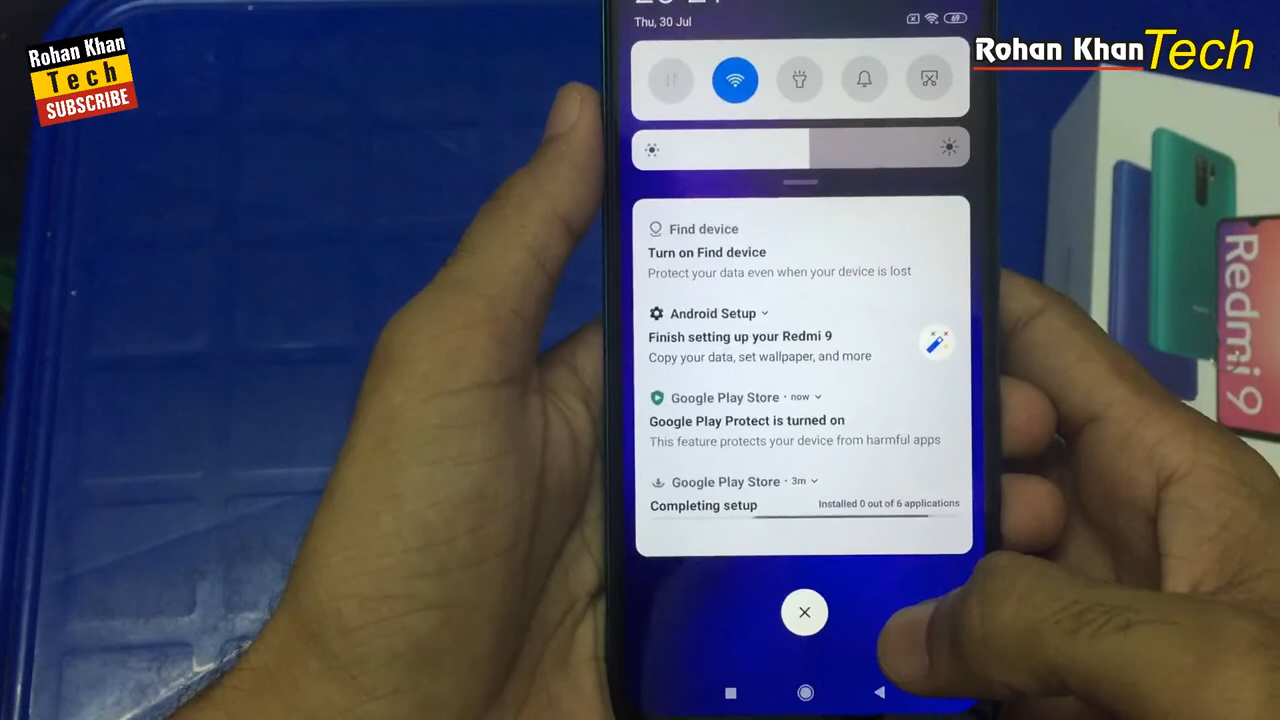 Rohan Khan
Tech
SUBSCRIBE
Rohan Khan Tech
Thu, 30 Jul
69
Find device
Turn on Find device
Protect your data even when your device is lost
Android Setup
Finish setting up your Redmi 9
Copy your data, set wallpaper, and more
Google Play Store · now
Google Play Protect is turned on
This feature protects your device from harmful apps
Google Play Store · 3m
Completing setup
Installed 0 out of 6 applications
Redmi 9